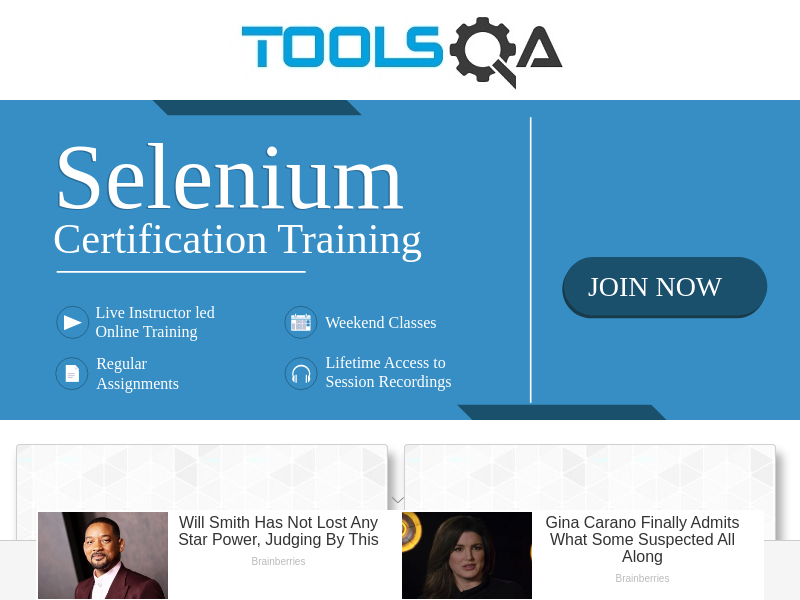 TOOLSQA
Selenium
Certification Training
JOIN NOW
Live Instructor led
Online Training
Weekend Classes
Regular
Assignments
Lifetime Access to
Session Recordings
Will Smith Has Not Lost Any
Star Power, Judging By This
Brainberries
Gina Carano Finally Admits
What Some Suspected All
Along
Brainberries